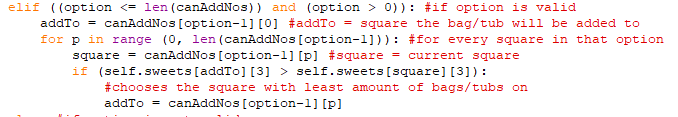 elif ((option <= len(canAddNos)) and (option > 0)): #if option is valid
addTo = canAddNos[option-1][0] #addTo = square the bag/tub will be added to
for p in range (0, len(canAddNos[option-1])): #for every square in that option
square = canAddNos[option-1][p] #square = current square
if (self.sweets[addTo][3] > self.sweets[square][3]):
#chooses the square with least amount of bags/tubs on
addTo = canAddNos[option-1][p]